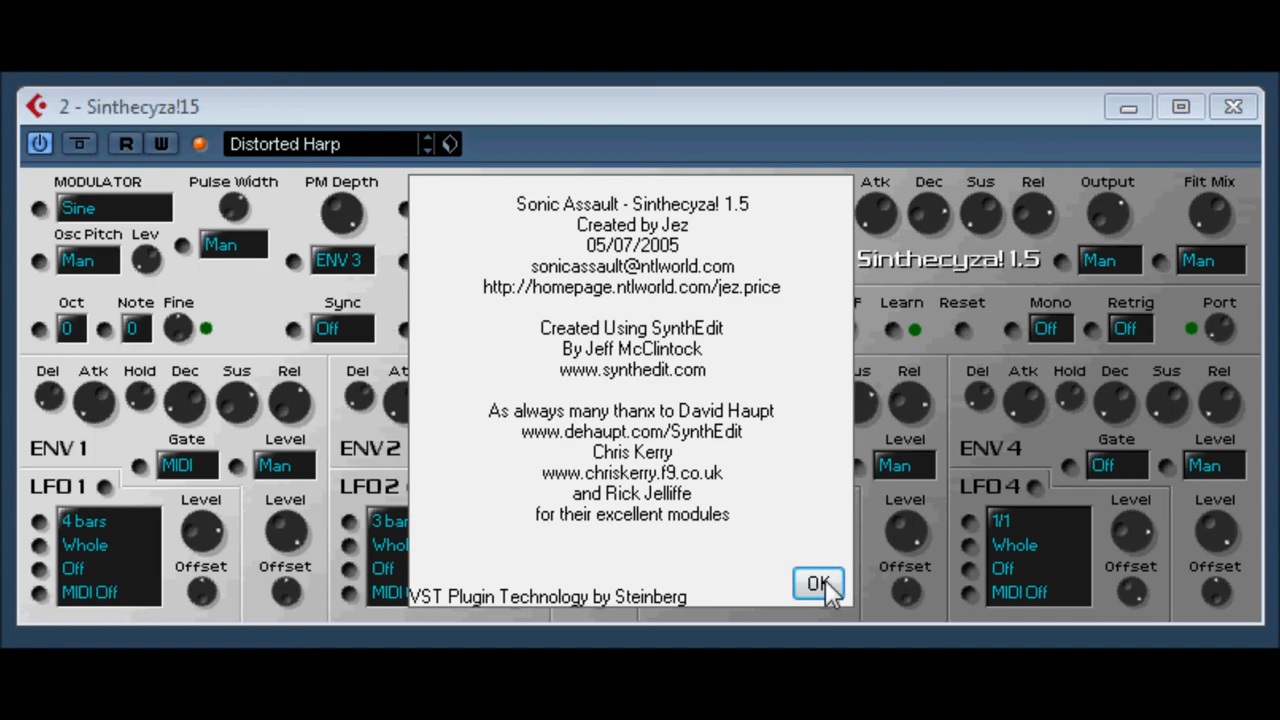 2 - Sinthecyza!15
R W Distorted Harp
MODULATOR Pulse Width PM Depth
Sine
Osc Pitch Lev Man
Man ENV 3
Oct Note Fine Sync
0 0 Off
Del Atk Hold Dec Sus Rel
ENV 1 Gate Level
MIDI Man
LFO 1 Level
4 bars
Whole
Off Offset Offset
MIDI Off
Del
ENV 2
LFO 2
Sonic Assault - Sinthecyza! 1.5
Created by Jez
05/07/2005
sonicassault@ntlworld.com
http://homepage.ntlworld.com/jez.price
Created Using SynthEdit
By Jeff McClintock
www.synthedit.com
As always many thanx to David Haupt
www.dehaupt.com/SynthEdit
Chris Kerry
www.chriskerry.f9.co.uk
and Rick Jelliffe
for their excellent modules
OK
VST Plugin Technology by Steinberg
Atk Dec Sus Rel Output Filt Mix
Sinthecyza! 1.5 Man Man
Learn Reset Mono Retrig Port
Off Off
Rel
Level
Man
Level
Offset
Del Atk Hold Dec Sus Rel
ENV 4 Gate Level
Off Man
LFO 4 Level Level
1/1
Whole
Off Offset Offset
MIDI Off